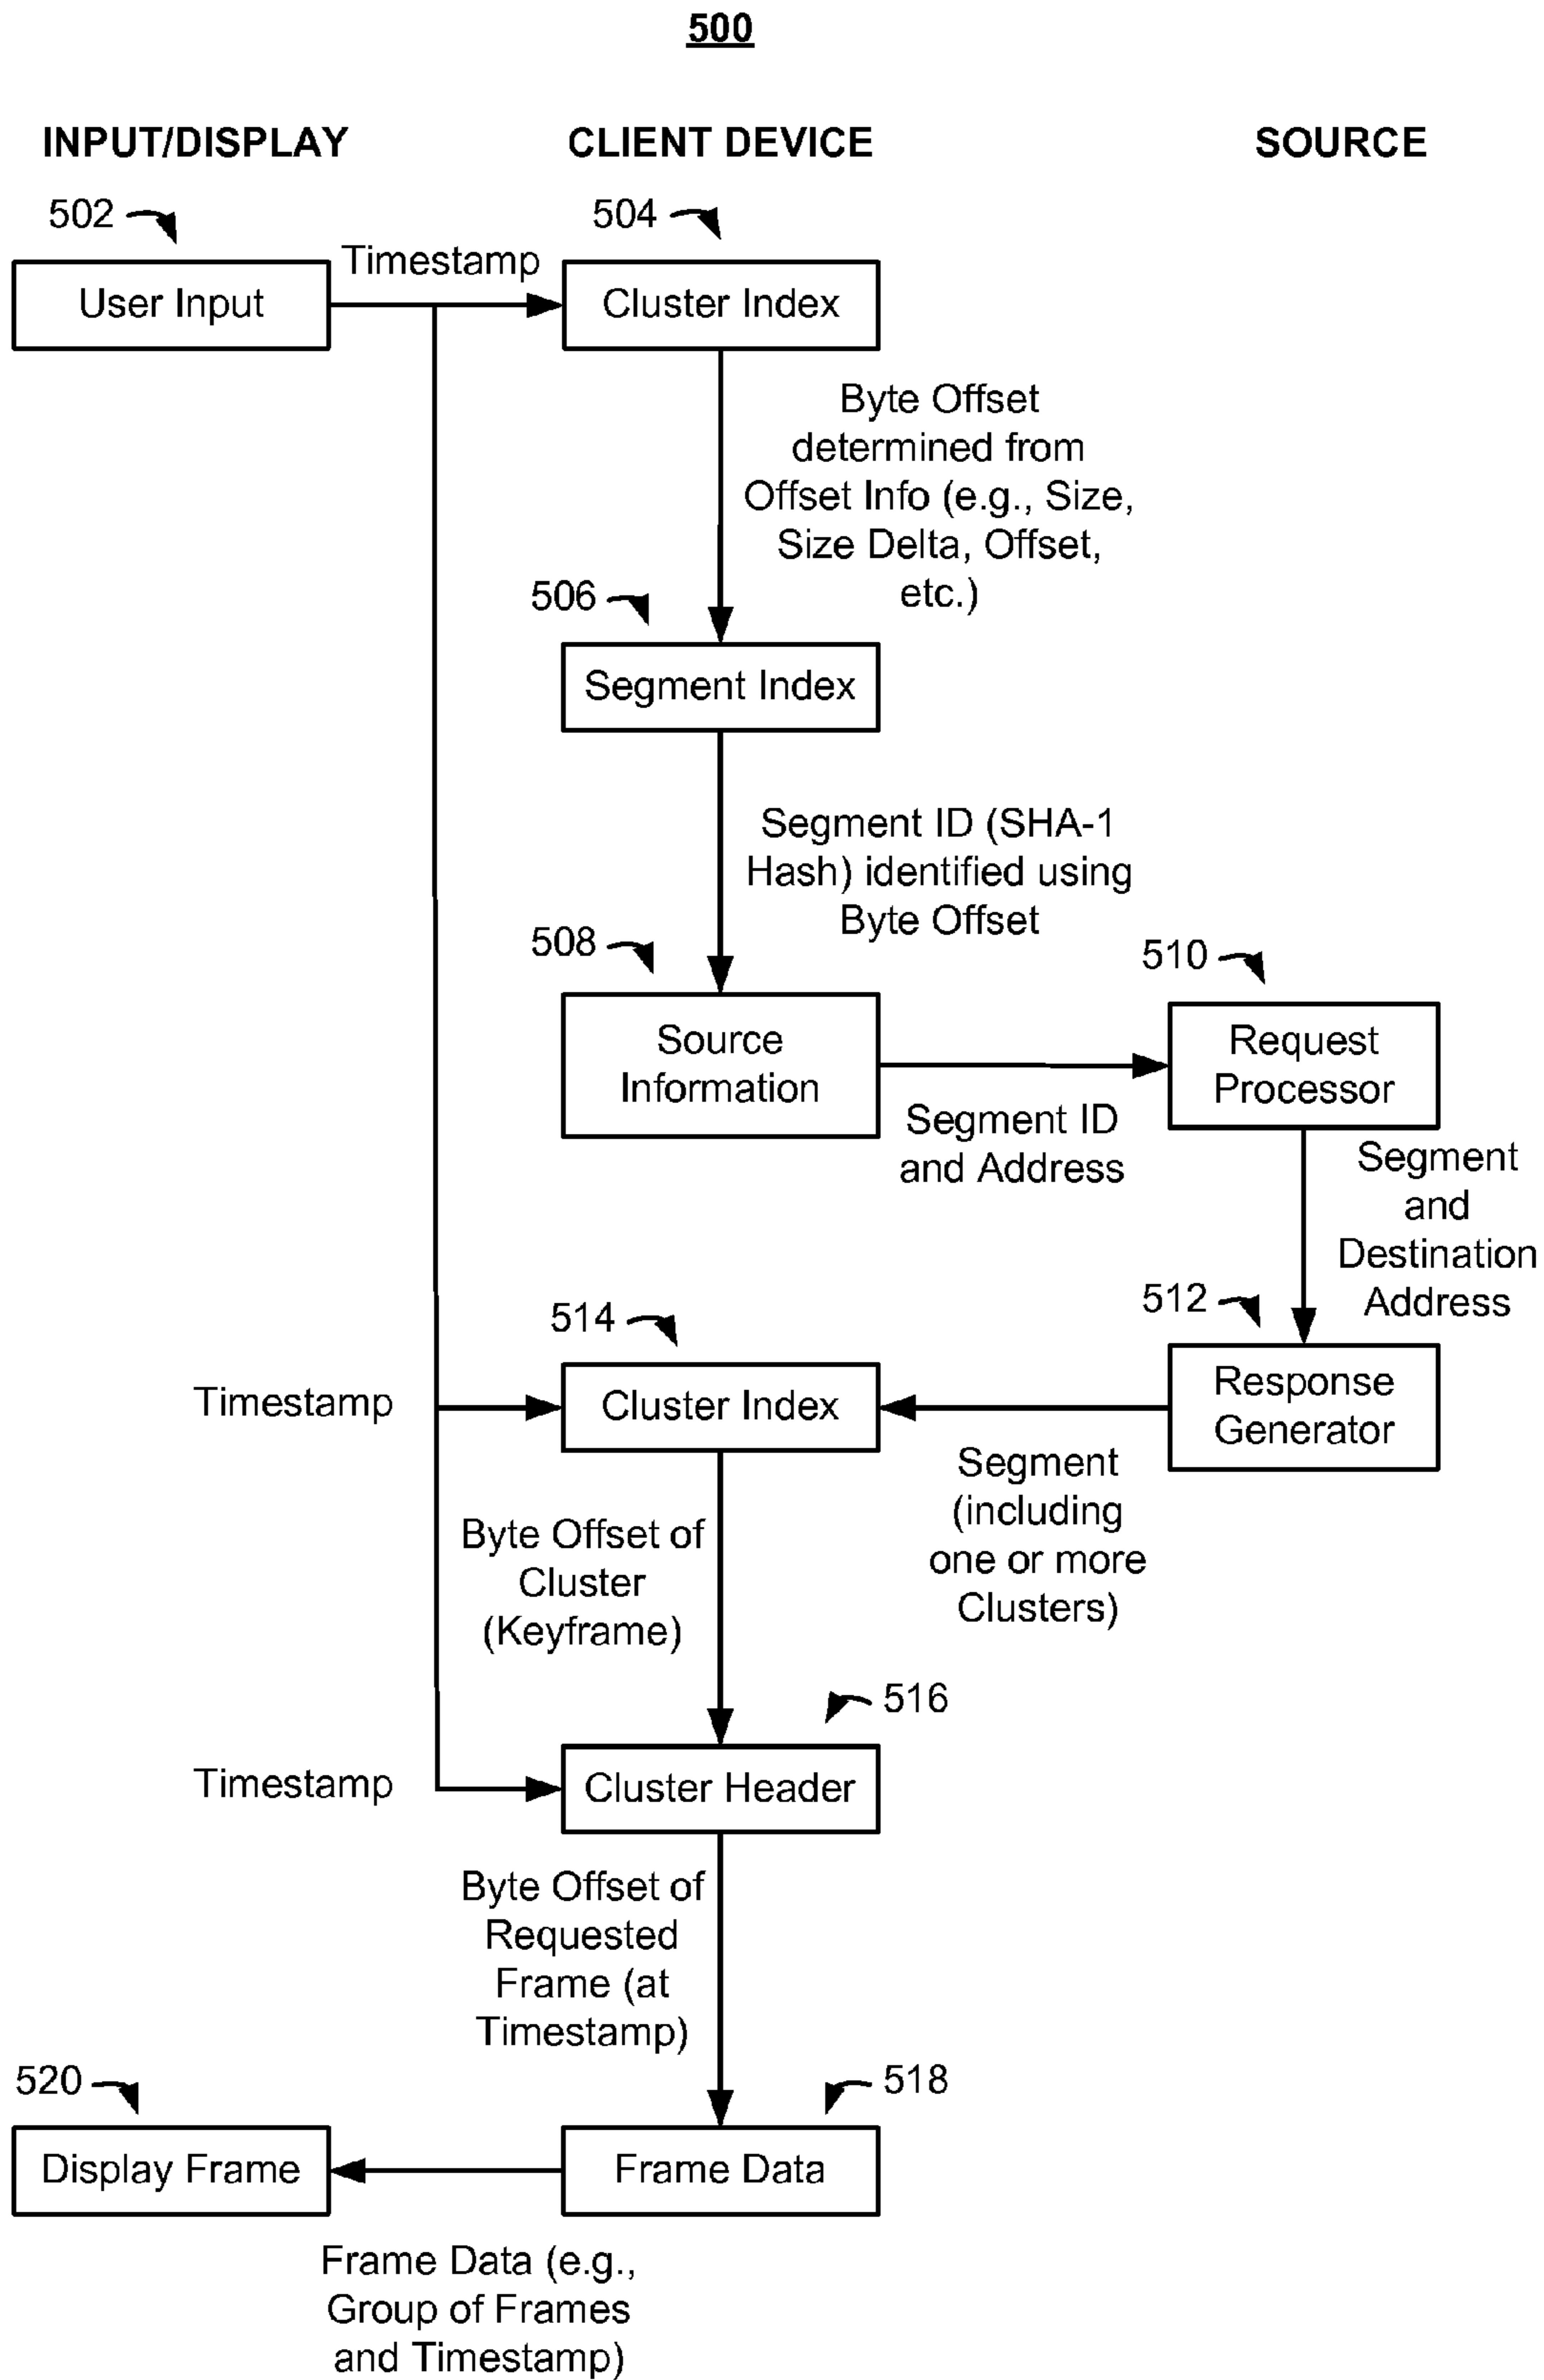 500
INPUT/DISPLAY
CLIENT DEVICE
SOURCE
502
504
User Input
Timestamp
Cluster Index
Byte Offset
determined from
Offset Info (e.g., Size,
Size Delta, Offset,
etc.)
506
Segment Index
Segment ID (SHA-1
Hash) identified using
Byte Offset
508
510
Source
Information
Segment ID
and Address
Request
Processor
Segment
and
Destination
Address
512
514
Timestamp
Cluster Index
Response
Generator
Segment
(including
one or more
Clusters)
Byte Offset of
Cluster
(Keyframe)
516
Timestamp
Cluster Header
Byte Offset of
Requested
Frame (at
Timestamp)
520
518
Display Frame
Frame Data
Frame Data (e.g.,
Group of Frames
and Timestamp)